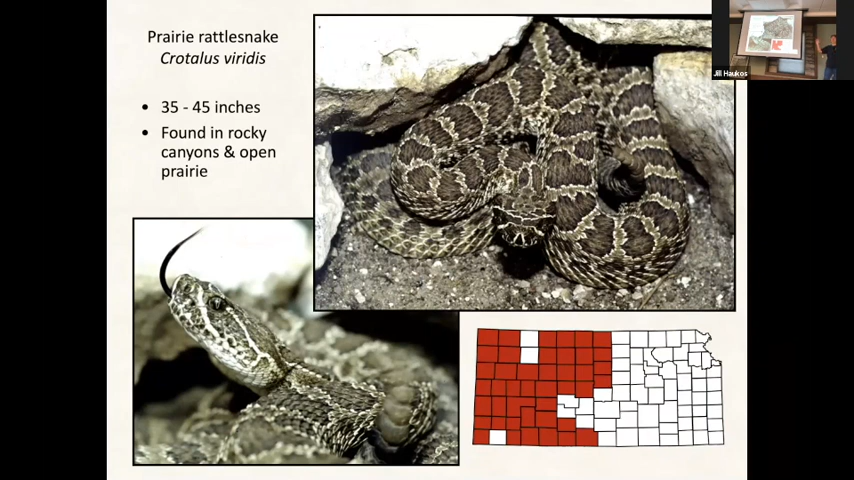 Prairie rattlesnake
Crotalus viridis
• 35 - 45 inches
• Found in rocky
canyons & open
prairie
Jill Haukos